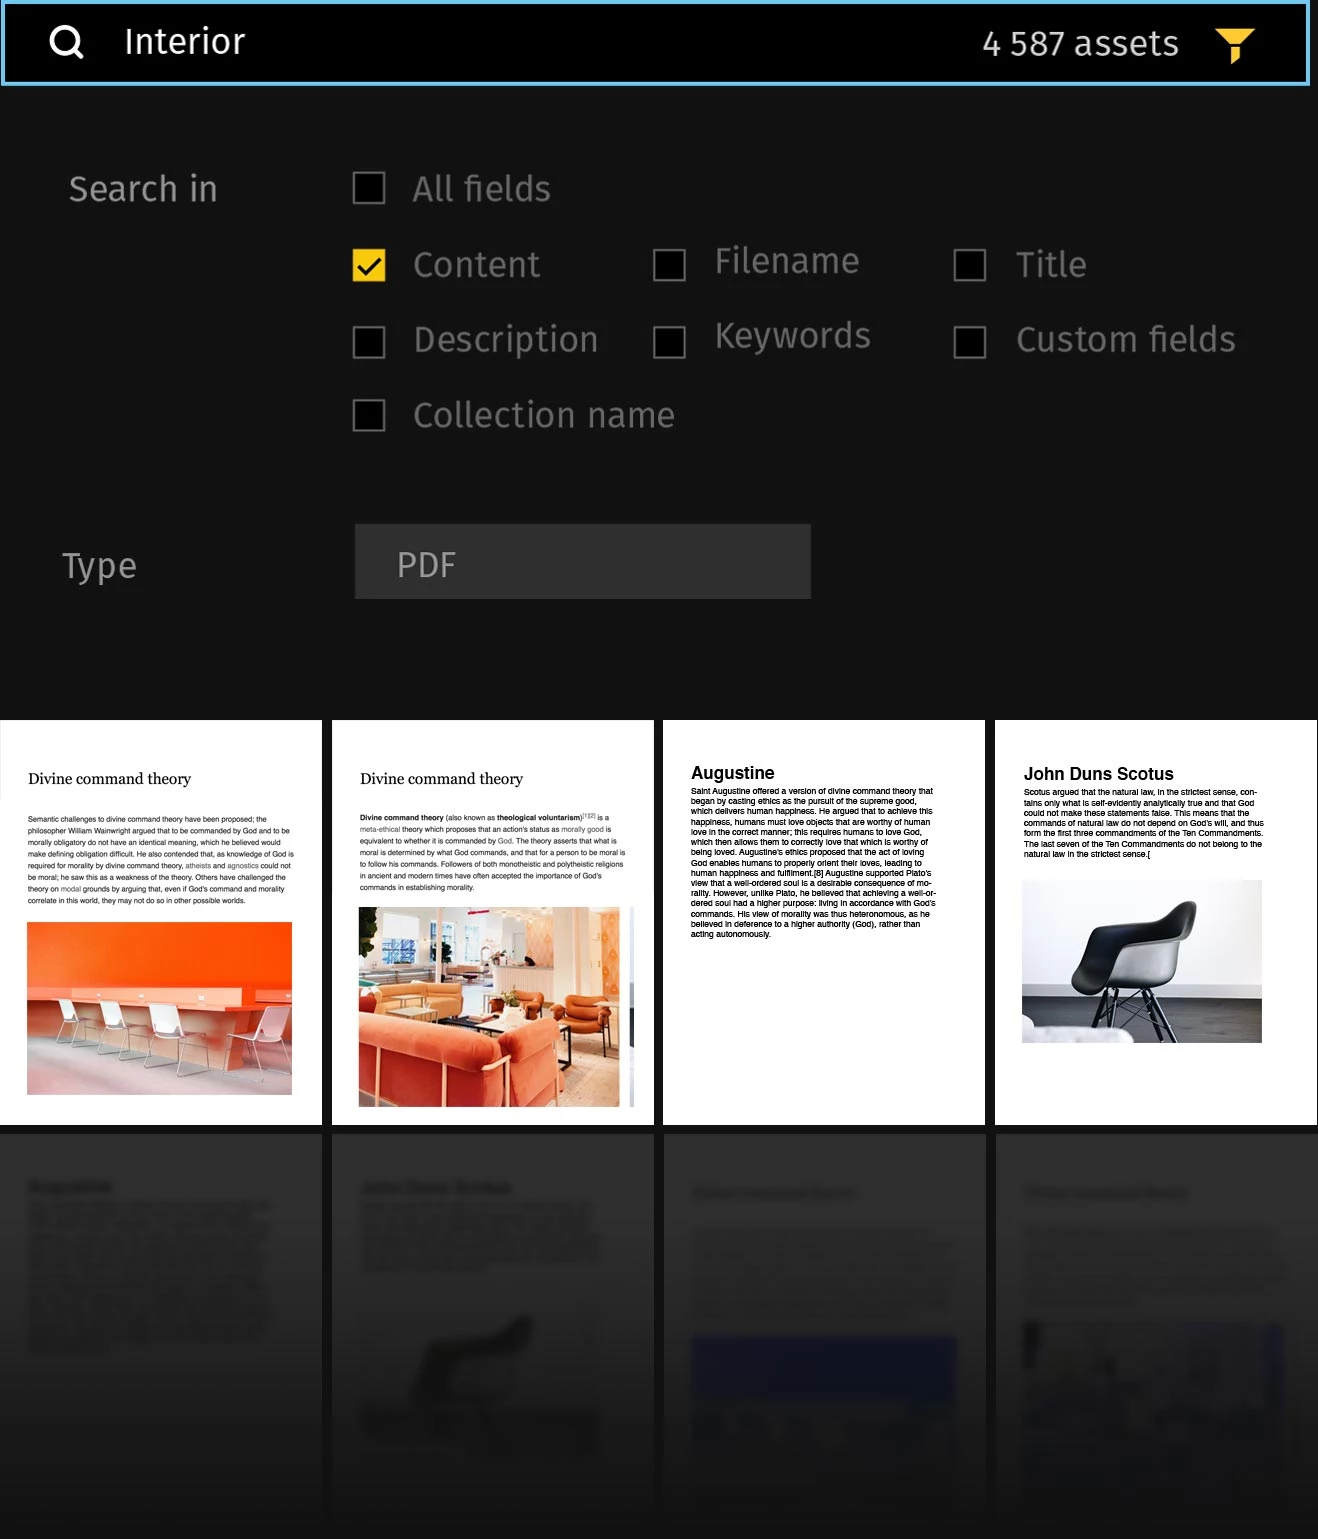 Interior
4 587 assets
Search in
All fields
Content
Filename
Title
Description
Keywords
Custom fields
Collection name
Type
PDF
Divine command theory
Semantic challenges to divine command theory have been proposed; the
philosopher William Wainwright argued that to be commanded by God and to be
morally obligatory do not have an identical meaning, which he believed would
make defining obligation difficult. He also contended that, as knowledge of God is
required for morality by divine command theory, atheists and agnostics could not
be moral; he saw this as a weakness of the theory. Others have challenged the
theory on modal grounds by arguing that, even if God's command and morality
correlate in this world, they may not do so in other possible worlds.
Divine command theory
Divine command theory (also known as theological voluntarism)[1][2] is a
meta-ethical theory which proposes that an action's status as morally good is
equivalent to whether it is commanded by God. The theory asserts that what is
moral is determined by what God commands, and that for a person to be moral is
to follow his commands. Followers of both monotheistic and polytheistic religions
in ancient and modern times have often accepted the importance of God's
commands in establishing morality.
Augustine
Saint Augustine offered a version of divine command theory that
began by casting ethics as the pursuit of the supreme good,
which delivers human happiness. He argued that to achieve this
happiness, humans must love objects that are worthy of human
love in the correct manner; this requires humans to love God,
which then allows them to correctly love that which is worthy of
being loved. Augustine's ethics proposed that the act of loving
God enables humans to properly orient their loves, leading to
human happiness and fulfilment.[8] Augustine supported Plato's
view that a well-ordered soul is a desirable consequence of mo-
rality. However, unlike Plato, he believed that achieving a well-or-
dered soul had a higher purpose: living in accordance with God's
commands. His view of morality was thus heteronomous, as he
believed in deference to a higher authority (God), rather than
acting autonomously.
John Duns Scotus
Scotus argued that the natural law, in the strictest sense, con-
tains only what is self-evidently analytically true and that God
could not make these statements false. This means that the
commands of natural law do not depend on God's will, and thus
form the first three commandments of the Ten Commandments.
The last seven of the Ten Commandments do not belong to the
natural law in the strictest sense.[